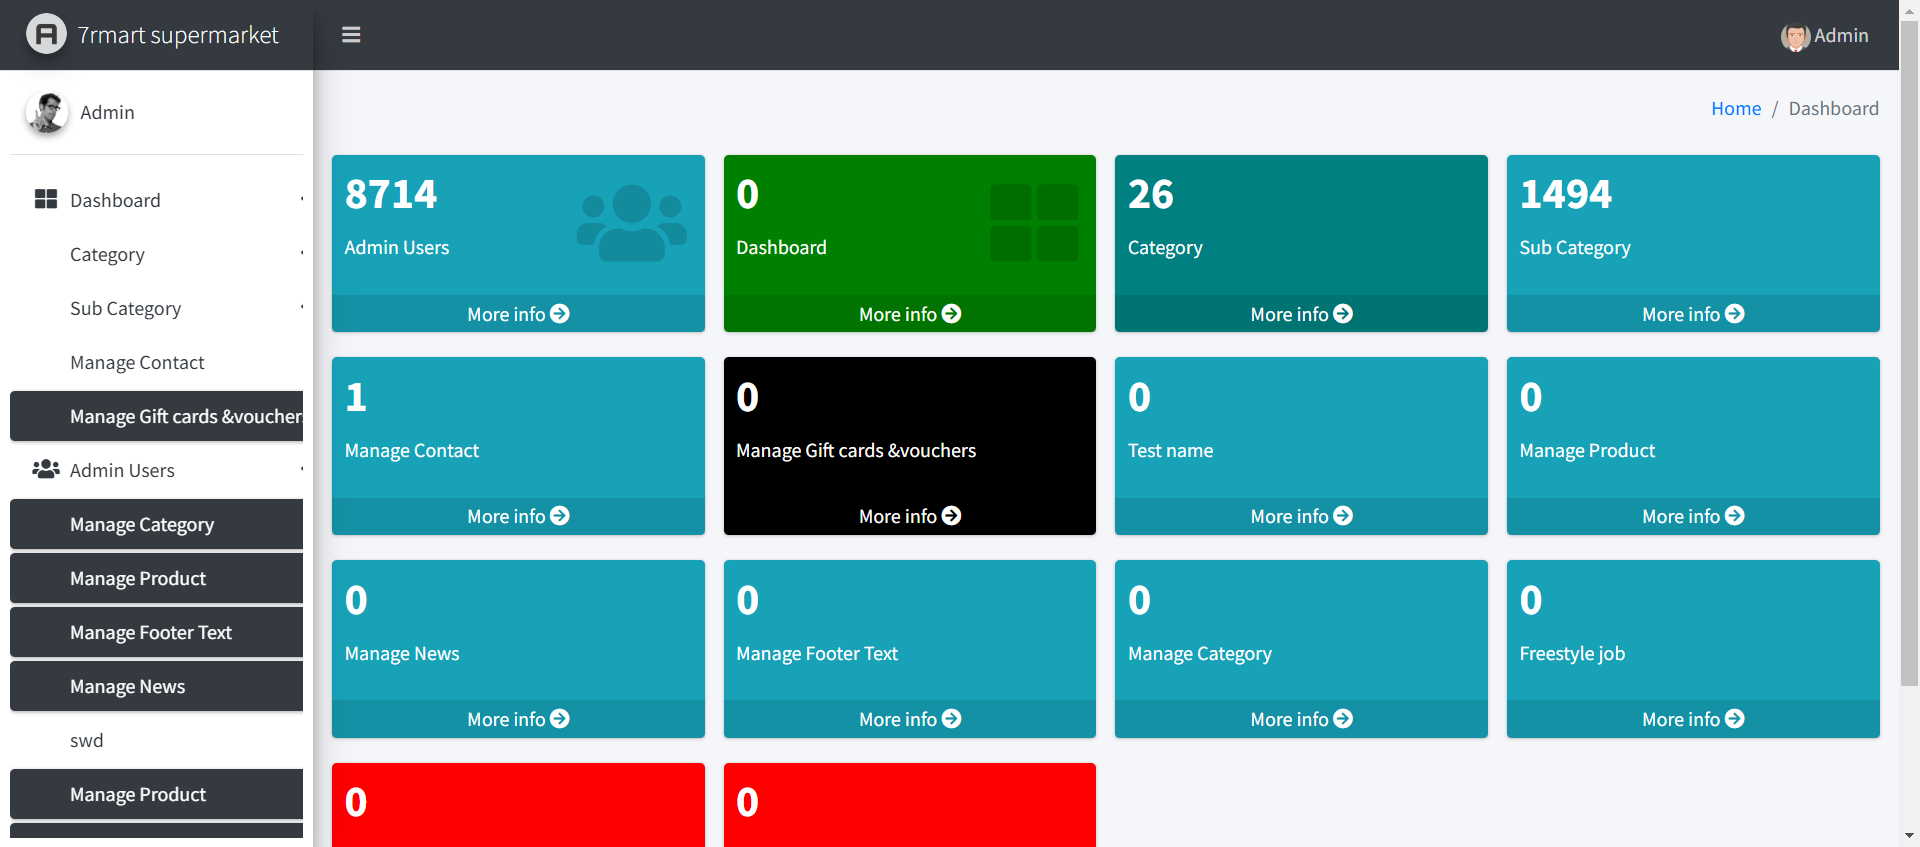 7rmart supermarket
Admin
Admin
Home / Dashboard
Dashboard
Category
Sub Category
Manage Contact
Manage Gift cards &vouchers
Admin Users
Manage Category
Manage Product
Manage Footer Text
Manage News
swd
Manage Product
8714
Admin Users
More info
0
Dashboard
More info
26
Category
More info
1494
Sub Category
More info
1
Manage Contact
More info
0
Manage Gift cards &vouchers
More info
0
Test name
More info
0
Manage Product
More info
0
Manage News
More info
0
Manage Footer Text
More info
0
Manage Category
More info
0
Freestyle job
More info
0
0